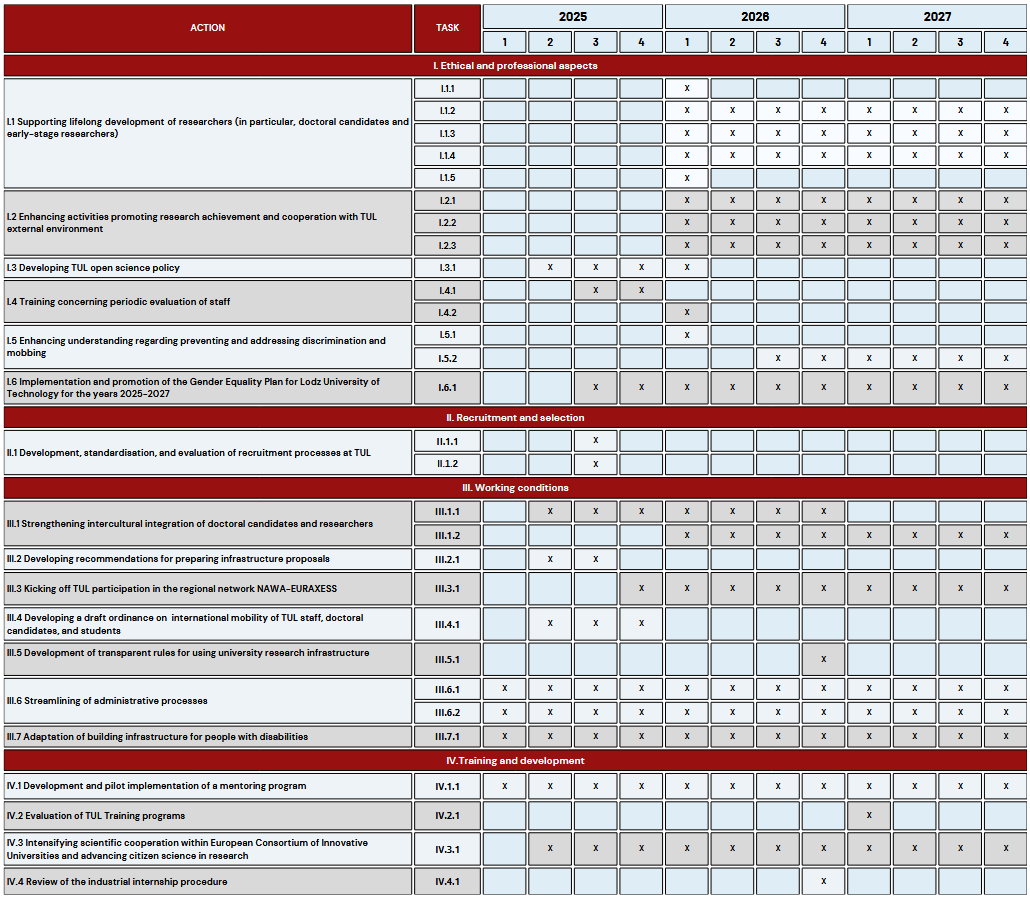 ACTION TASK 2025 2026 2027
1 2 3 4 1 2 3 4 1 2 3 4
I. Ethical and professional aspects
I.1 Supporting lifelong development of researchers (in particular, doctoral candidates and
early-stage researchers)
I.1.1 X
I.1.2 X X X X X X X X
I.1.3 X X X X X X X X
I.1.4 X X X X X X X X
I.1.5 X
I.2 Enhancing activities promoting research achievement and cooperation with TUL
external environment
I.2.1 X X X X X X X X
I.2.2 X X X X X X X X
I.2.3 X X X X X X X X
I.3 Developing TUL open science policy I.3.1 X X X X
I.4 Training concerning periodic evaluation of staff
I.4.1 X X
I.4.2 X
I.5 Enhancing understanding regarding preventing and addressing discrimination and
mobbing
I.5.1 X
I.5.2 X X X X X X
I.6 Implementation and promotion of the Gender Equality Plan for Lodz University of
Technology for the years 2025-2027
I.6.1 X X X X X X X X X X
II. Recruitment and selection
II.1 Development, standardisation, and evaluation of recruitment processes at TUL
II.1.1 X
II.1.2 X
III. Working conditions
III.1 Strengthening intercultural integration of doctoral candidates and researchers
III.1.1 X X X X X X X
III.1.2 X X X X X X X X
III.2 Developing recommendations for preparing infrastructure proposals III.2.1 X X
III.3 Kicking off TUL participation in the regional network NAWA-EURAXESS III.3.1 X X X X X X X X X
III.4 Developing a draft ordinance on international mobility of TUL staff, doctoral
candidates, and students
III.4.1 X X X
III.5 Development of transparent rules for using university research infrastructure III.5.1 X
III.6 Streamlining of administrative processes
III.6.1 X X X X X X X X X X X X
III.6.2 X X X X X X X X X X X X
III.7 Adaptation of building infrastructure for people with disabilities III.7.1 X X X X X X X X X X X X
IV.Training and development
IV.1 Development and pilot implementation of a mentoring program IV.1.1 X X X X X X X X X X X X
IV.2 Evaluation of TUL Training programs IV.2.1 X
IV.3 Intensifying scientific cooperation within European Consortium of Innovative
Universities and advancing citizen science in research
IV.3.1 X X X X X X X X X X X
IV.4 Review of the industrial internship procedure IV.4.1 X